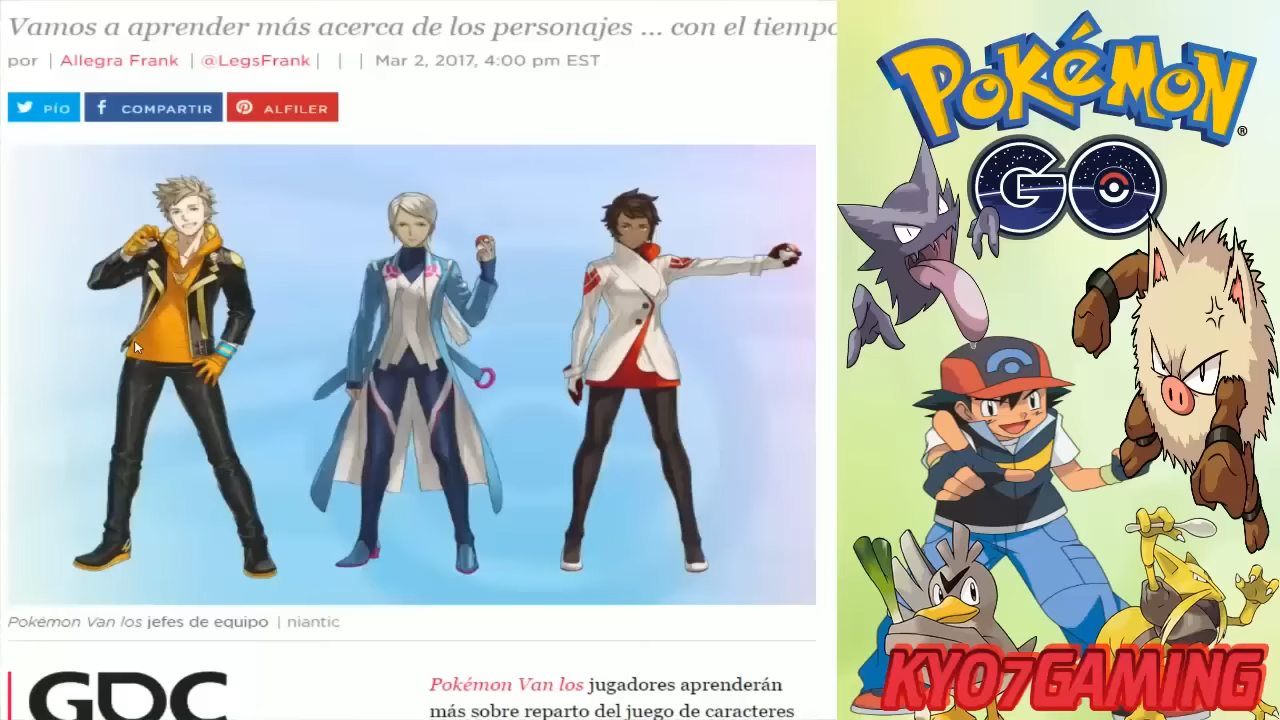 Vamos a aprender más acerca de los personajes ... con el tiempo
por | Allegra Frank | @LegsFrank | | | Mar 2, 2017, 4:00 pm EST
PÍO COMPARTIR ALFILER
POKÉMON ®
GO
Pokémon Van los jefes de equipo | niantic
GDC
Pokémon Van los jugadores aprenderán
más sobre reparto del juego de caracteres
KYO7GAMING